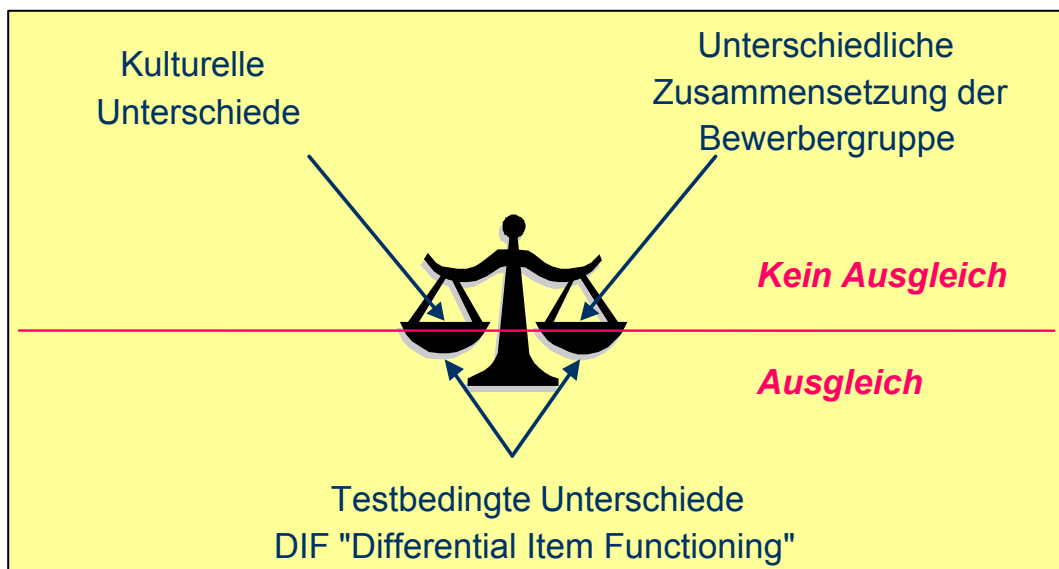 Kulturelle
Unterschiede
Unterschiedliche
Zusammensetzung der
Bewerbergruppe
Kein Ausgleich
Ausgleich
Testbedingte Unterschiede
DIF "Differential Item Functioning"